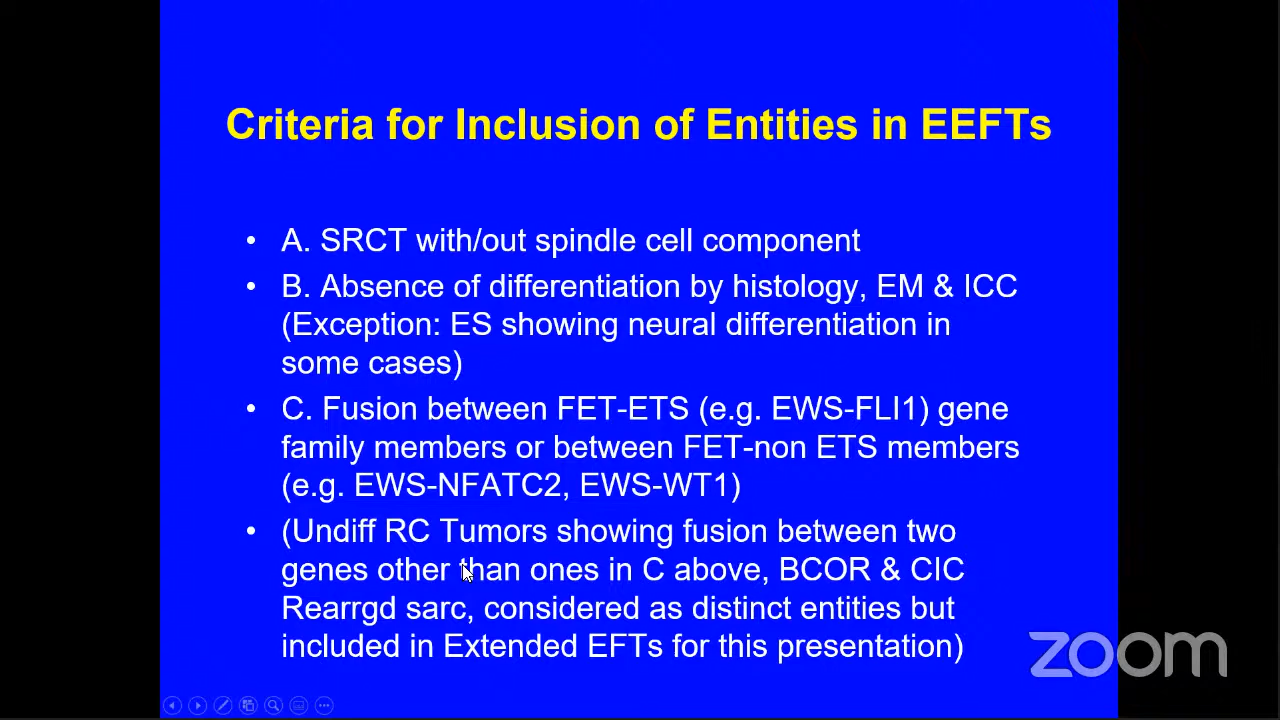 Criteria for Inclusion of Entities in EEFTs
• A. SRCT with/out spindle cell component
• B. Absence of differentiation by histology, EM & ICC
(Exception: ES showing neural differentiation in
some cases)
• C. Fusion between FET-ETS (e.g. EWS-FLI1) gene
family members or between FET-non ETS members
(e.g. EWS-NFATC2, EWS-WT1)
• (Undiff RC Tumors showing fusion between two
genes other than ones in C above, BCOR & CIC
Rearrgd sarc, considered as distinct entities but
included in Extended EFTs for this presentation)
zoom